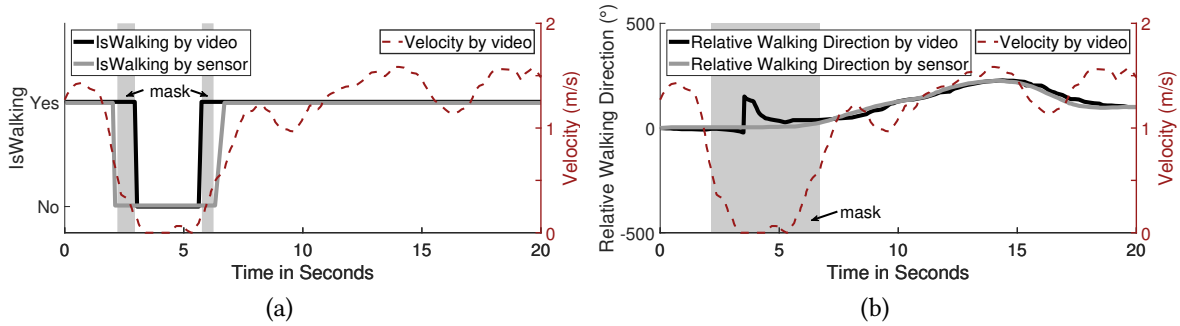 IsWalking by video
IsWalking by sensor
Velocity by video
mask
Yes
No
IsWalking
2
1
0
Velocity (m/s)
0 5 10 15 20
Time in Seconds
(a)
Relative Walking Direction by video
Relative Walking Direction by sensor
Velocity by video
mask
500
0
-500
Relative Walking Direction (°)
2
1
0
Velocity (m/s)
0 5 10 15 20
Time in Seconds
(b)